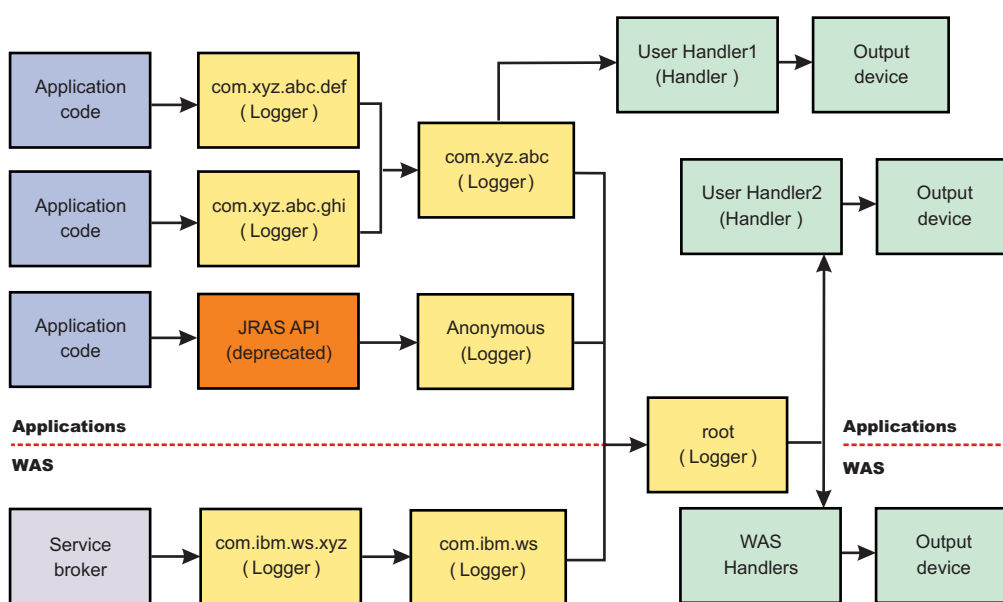 Application
code
com.xyz.abc.def
( Logger )
User Handler1
(Handler )
Output
device
com.xyz.abc
( Logger )
Application
code
com.xyz.abc.ghi
( Logger )
User Handler2
(Handler )
Output
device
Application
code
JRAS API
(deprecated)
Anonymous
(Logger)
root
( Logger )
Applications
WAS
Applications
WAS
Service
broker
com.ibm.ws.xyz
( Logger )
com.ibm.ws
( Logger )
WAS
Handlers
Output
device